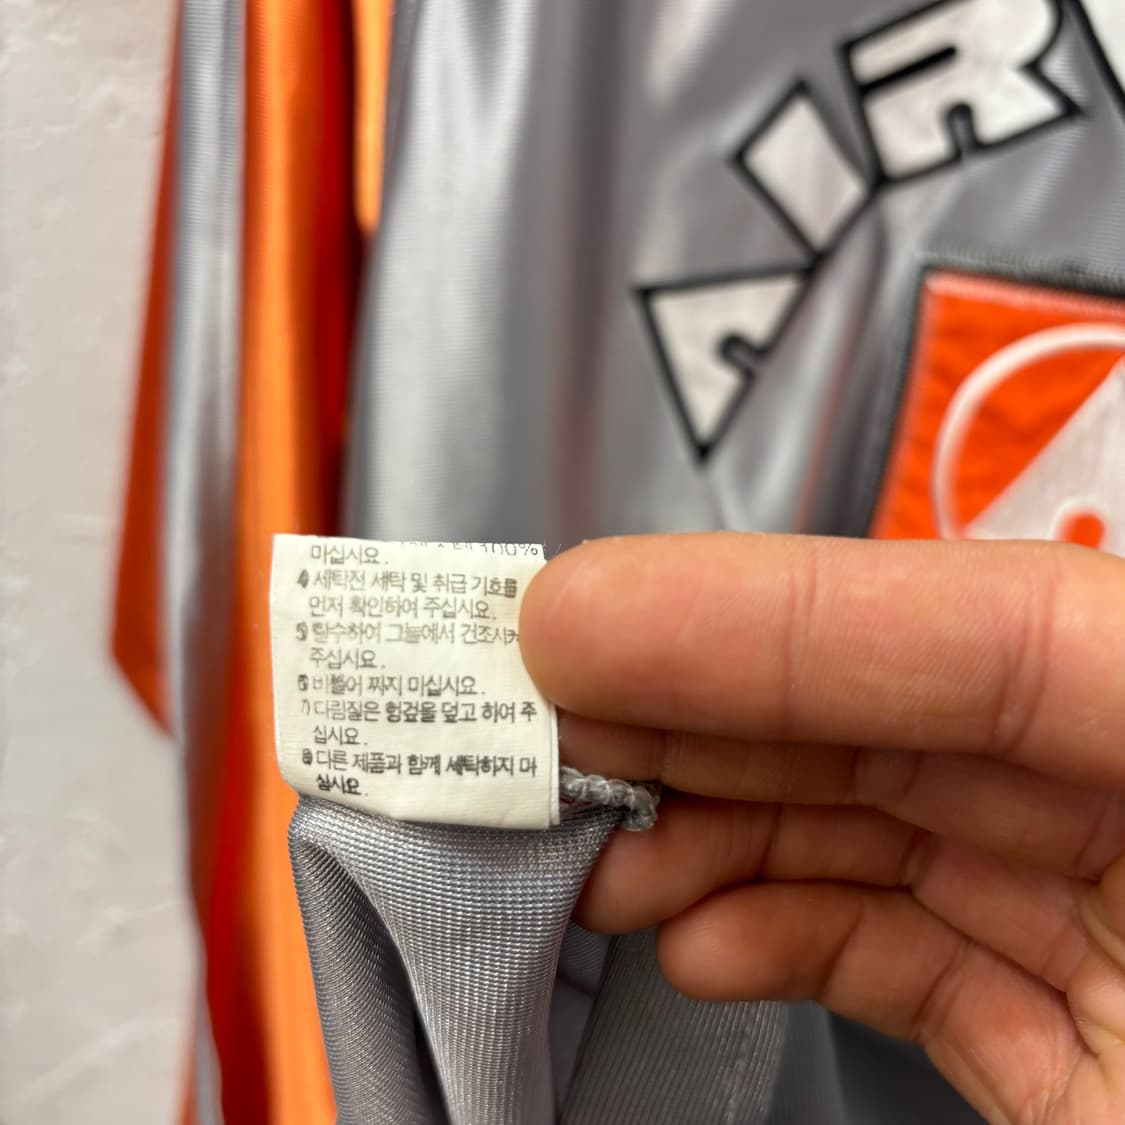 AIR
100%
마십시요.
4) 세탁전 세탁 및 취급 기호를
먼저 확인하여 주십시요.
5) 탈수하여 그늘에서 건조시켜
주십시요.
6) 비틀어 짜지 마십시요.
7) 다림질은 헝겊을 덮고 하여 주
십시요.
8) 다른 제품과 함께 세탁하지 마
십시요.